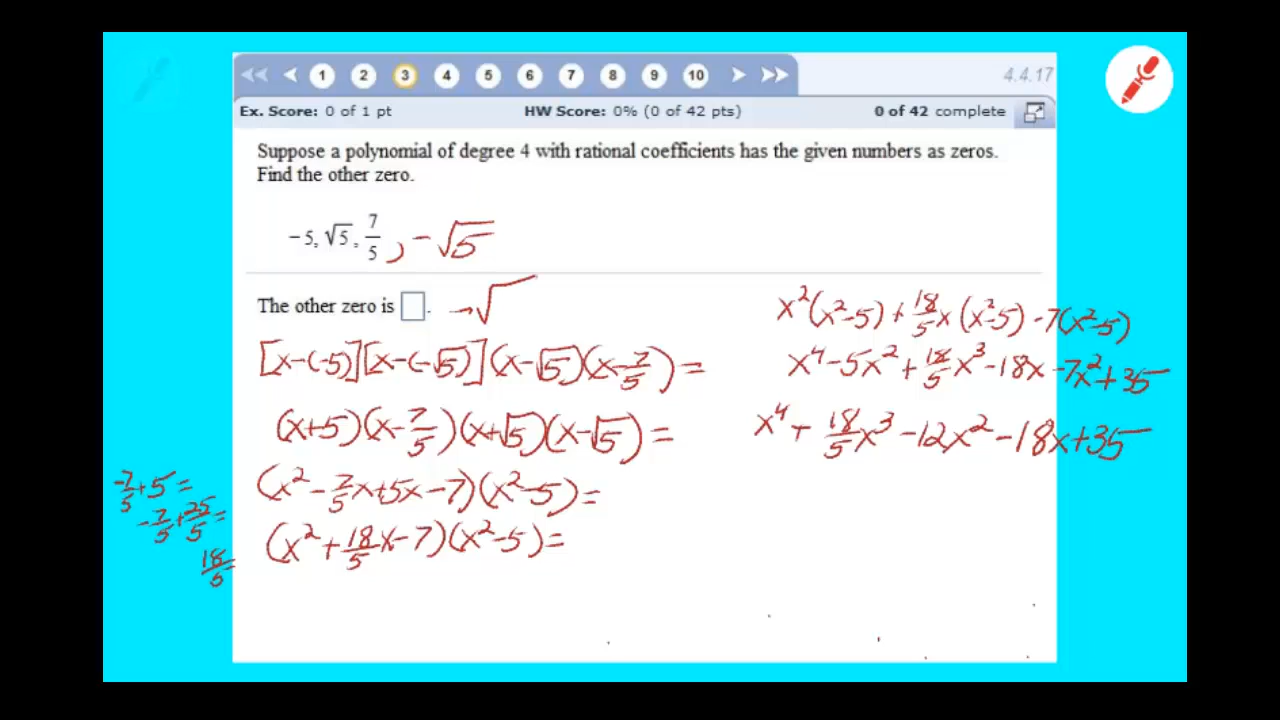 1 2 3 4 5 6 7 8 9 10
4.4.17
Ex. Score: 0 of 1 pt HW Score: 0% (0 of 42 pts) 0 of 42 complete
Suppose a polynomial of degree 4 with rational coefficients has the given numbers as zeros.
Find the other zero.
-5, √5, 7/5, -√5
The other zero is □. -√
[x-(-5)][x-(-√5)](x-√5)(x-7/5) =
(x+5)(x-7/5)(x+√5)(x-√5) =
(x² - 7/5x+5x-7)(x²-5) =
(x² + 18/5x-7)(x²-5) =
-7/5+5 =
-7/5+25/5 =
18/5 =
x²(x²-5) + 18/5x(x²-5) -7(x²-5)
x⁴ -5x² + 18/5x³ -18x -7x² +35
x⁴ + 18/5x³ -12x² -18x+35